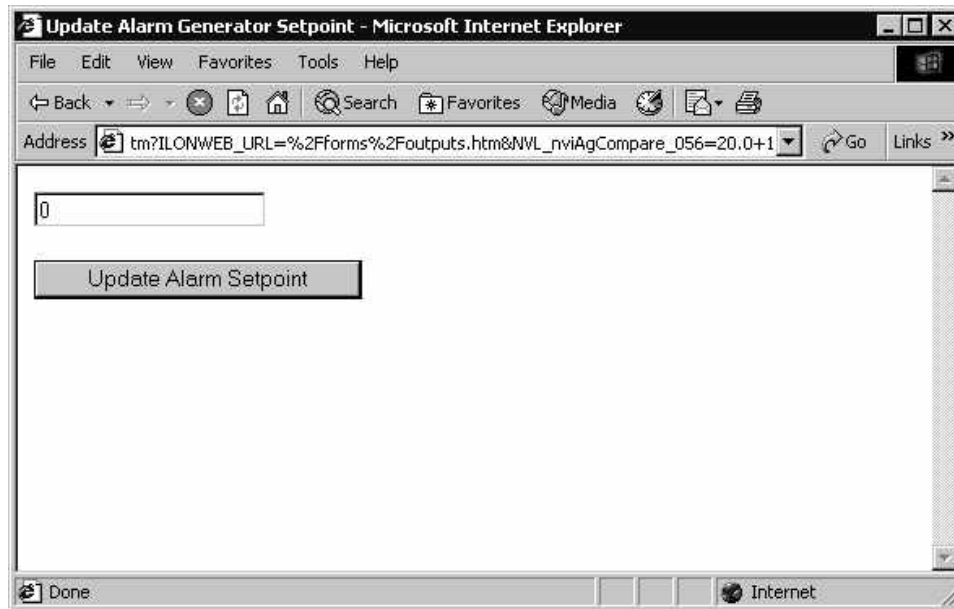 Update Alarm Generator Setpoint - Microsoft Internet Explorer
File Edit View Favorites Tools Help
Back Search Favorites Media
Address tm?ILONWEB_URL=%2Fforms%2Foutputs.htm&NVL_nviAgCompare_056=20.0+1 Go Links »
0
Update Alarm Setpoint
Done Internet